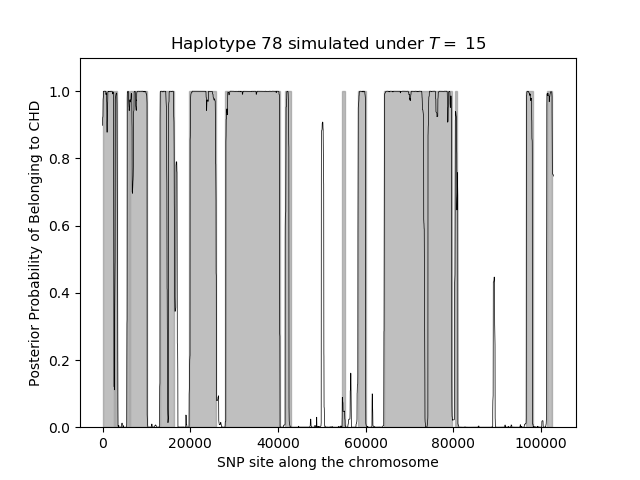 Haplotype 78 simulated under T = 15
Posterior Probability of Belonging to CHD
1.0
0.8
0.6
0.4
0.2
0.0
0 20000 40000 60000 80000 100000
SNP site along the chromosome